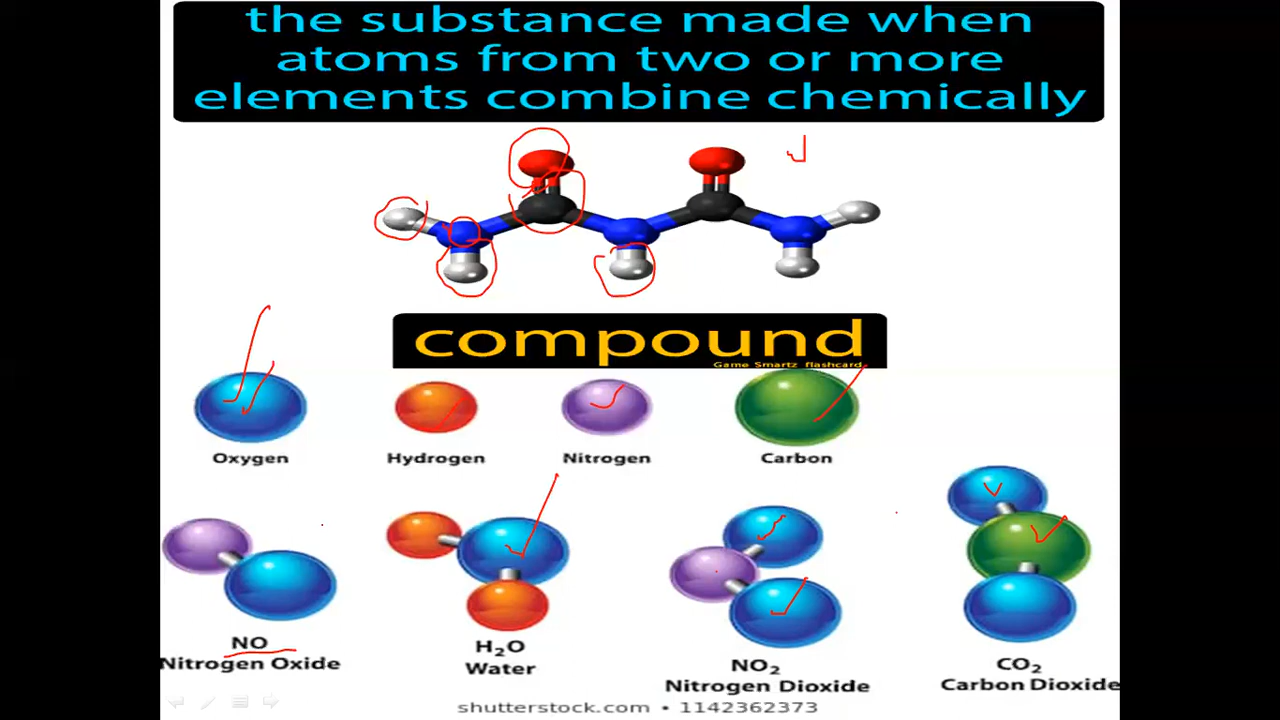 the substance made when
atoms from two or more
elements combine chemically
compound
Game Smartz flashcard
Oxygen Hydrogen Nitrogen Carbon
NO H₂O NO₂ CO₂
Nitrogen Oxide Water Nitrogen Dioxide Carbon Dioxide
shutterstock.com • 1142362373